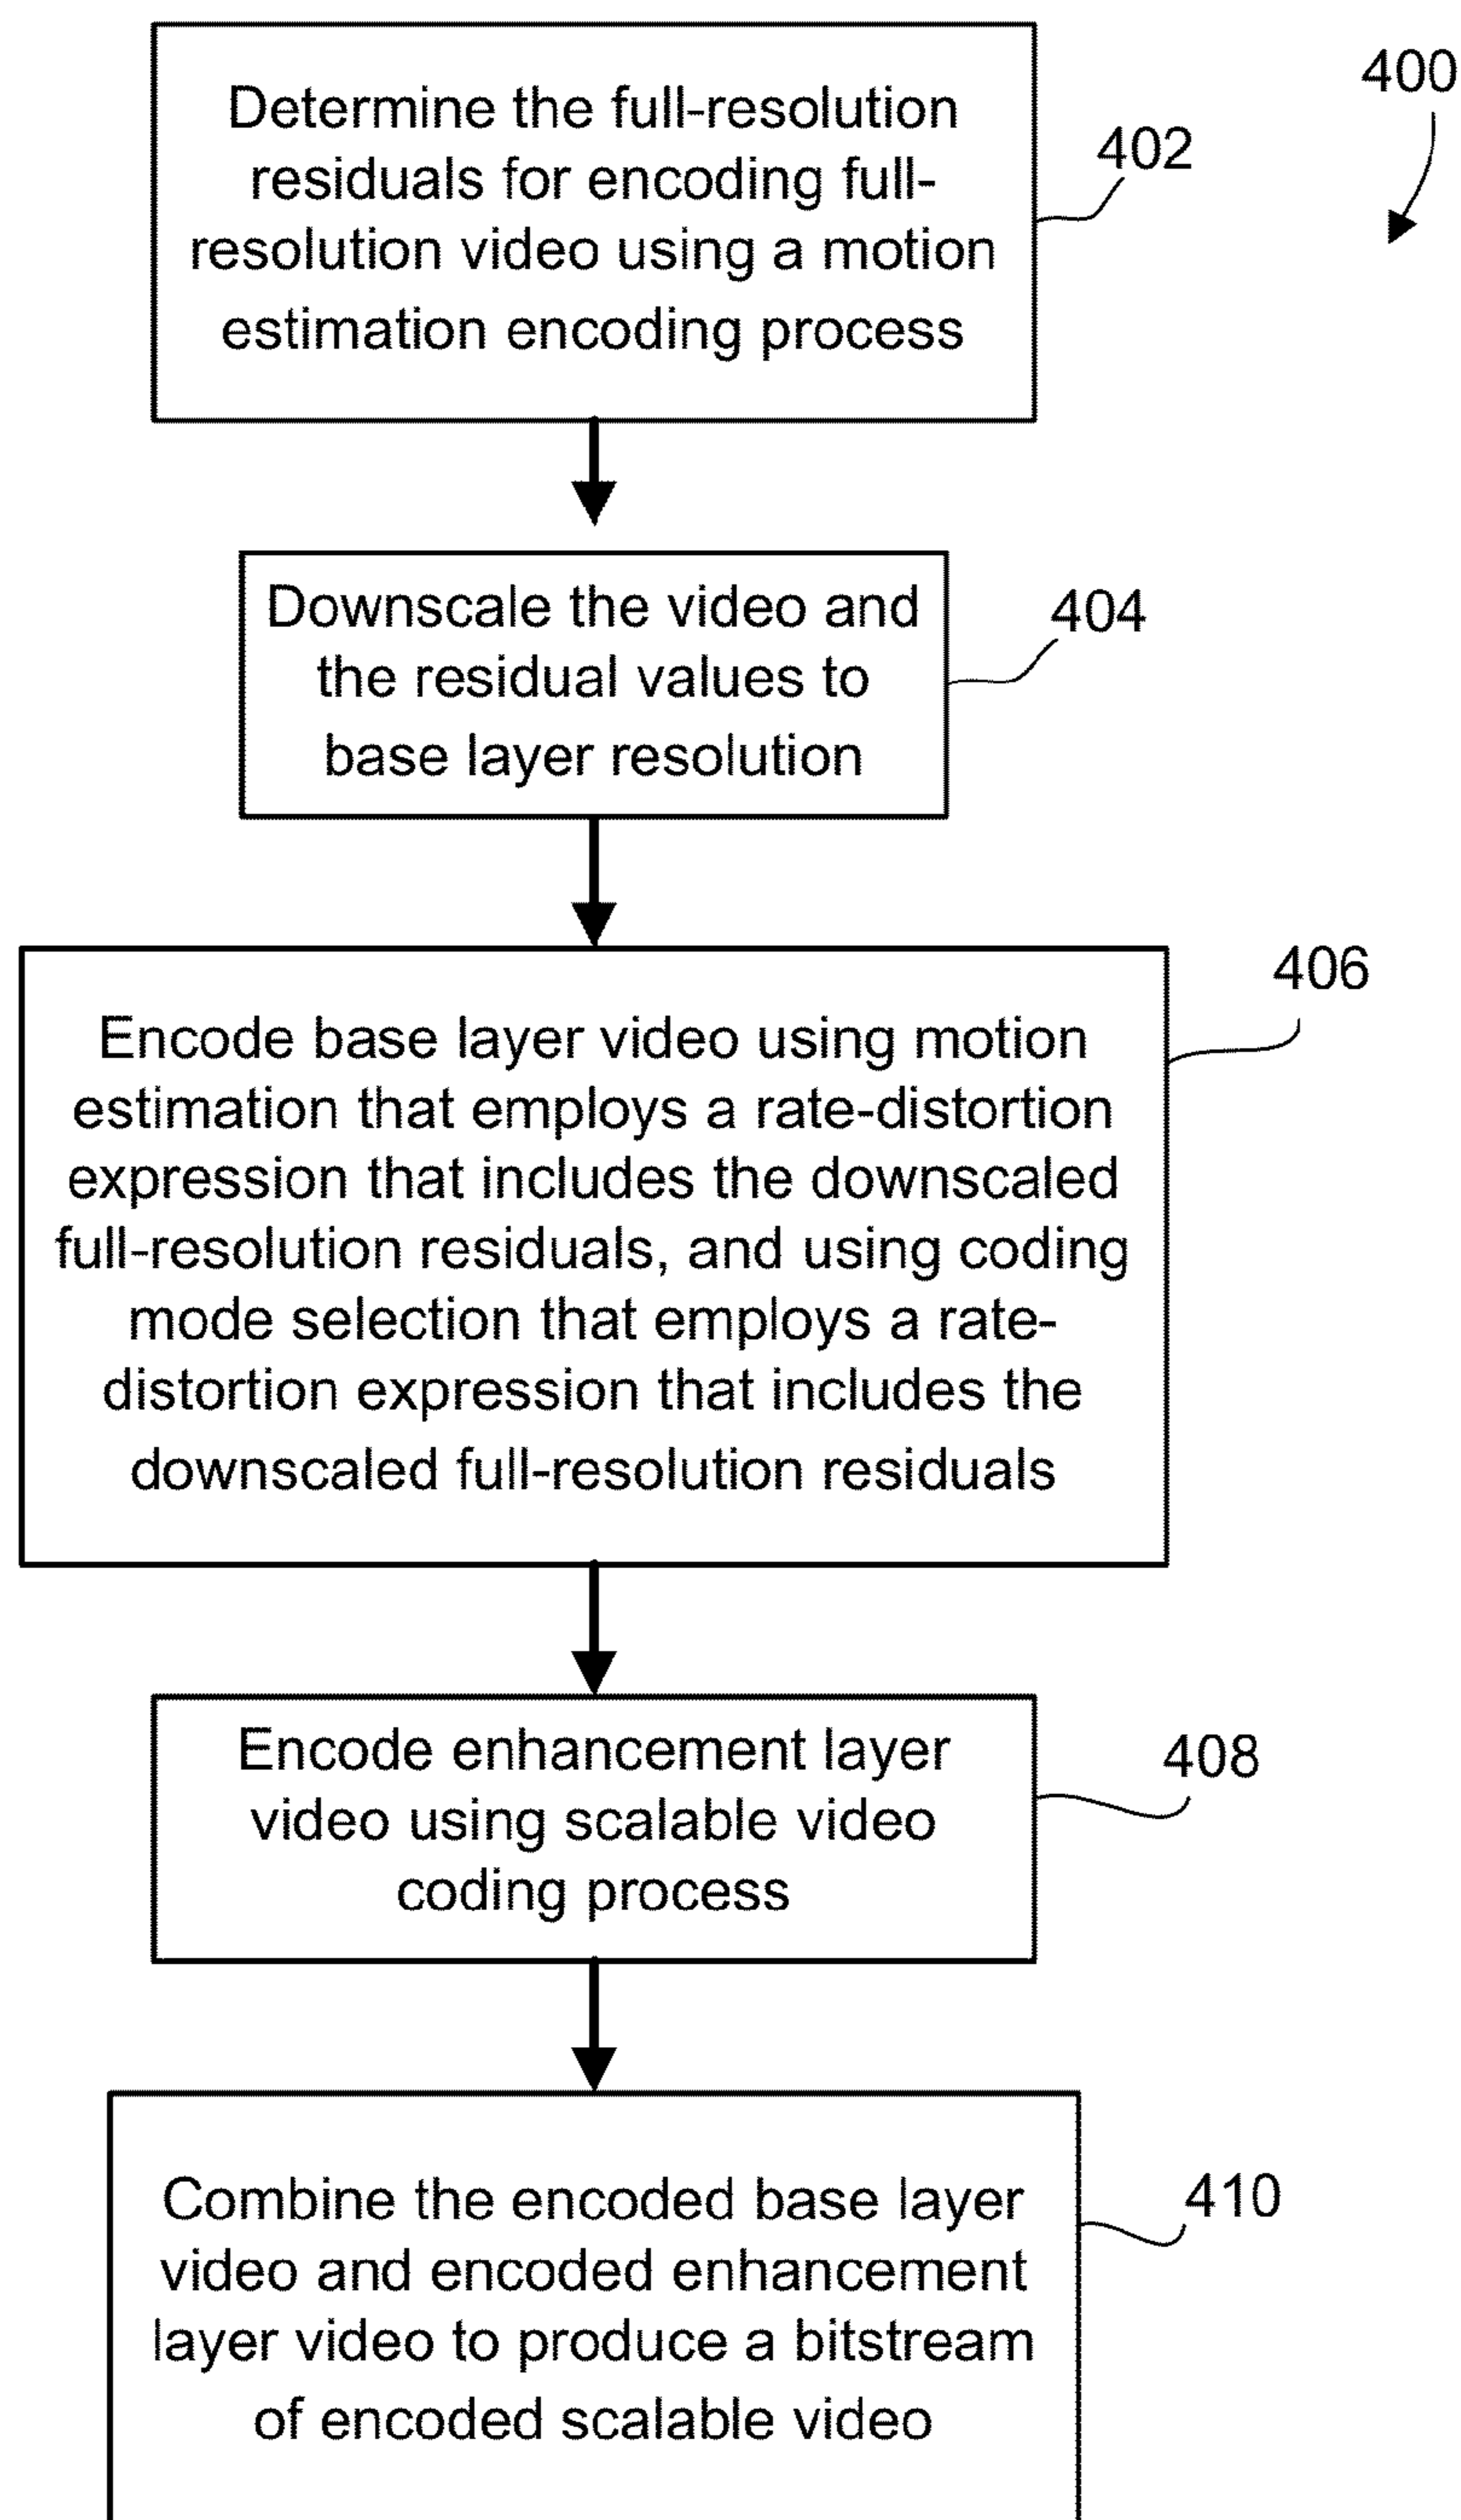 400
Determine the full-resolution
residuals for encoding full-
resolution video using a motion
estimation encoding process
402
Downscale the video and
the residual values to
base layer resolution
404
Encode base layer video using motion
estimation that employs a rate-distortion
expression that includes the downscaled
full-resolution residuals, and using coding
mode selection that employs a rate-
distortion expression that includes the
downscaled full-resolution residuals
406
Encode enhancement layer
video using scalable video
coding process
408
Combine the encoded base layer
video and encoded enhancement
layer video to produce a bitstream
of encoded scalable video
410